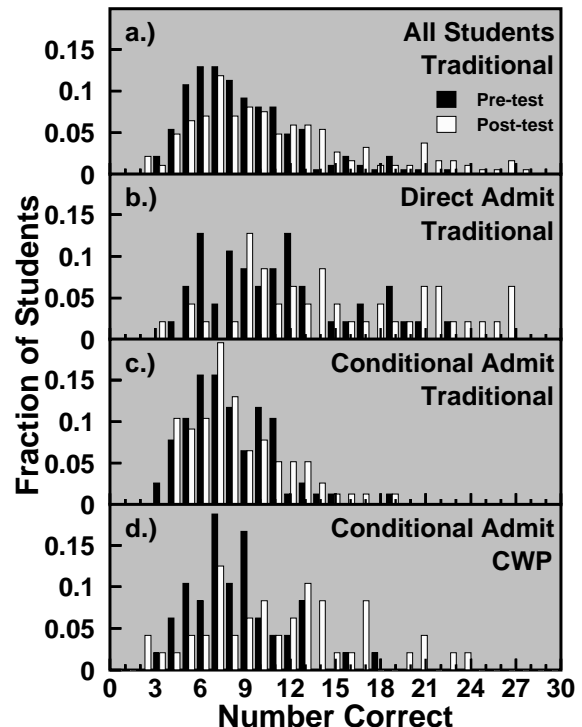 a.) All Students
Traditional
Pre-test
Post-test
0.15
0.1
0.05
0
b.) Direct Admit
Traditional
0.15
0.1
0.05
0
c.) Conditional Admit
Traditional
0.15
0.1
0.05
0
d.) Conditional Admit
CWP
0.15
0.1
0.05
0
0 3 6 9 12 15 18 21 24 27 30
Number Correct
Fraction of Students